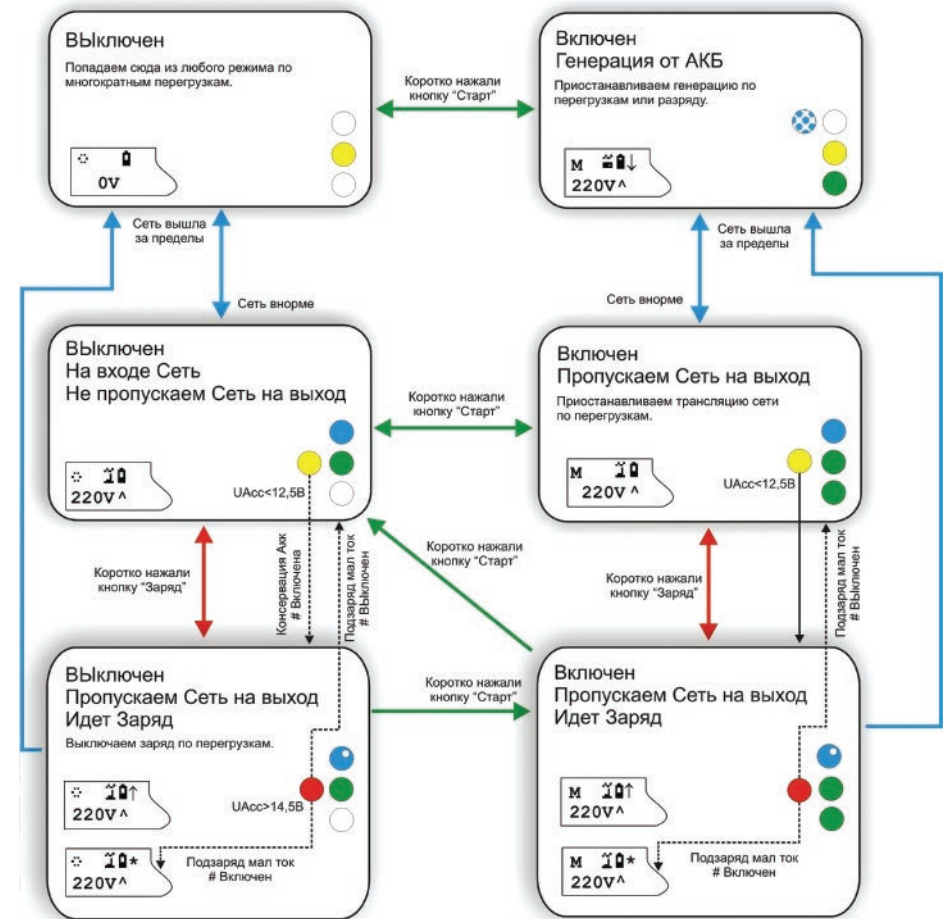 ВЫключен
Попадаем сюда из любого режима по
многократным перегрузкам.
0V
Коротко нажали
кнопку “Старт”
Включен
Генерация от АКБ
Приостанавливаем генерацию по
перегрузкам или разряду.
М
220V^
Сеть вышла
за пределы
Сеть внорме
Сеть вышла
за пределы
Сеть внорме
ВЫключен
На входе Сеть
Не пропускаем Сеть на выход
220V ^
UАсс<12,5В
Коротко нажали
кнопку “Старт”
Включен
Пропускаем Сеть на выход
Приостанавливаем трансляцию сети
по перегрузкам.
М
220V ^
UАсс<12,5В
Коротко нажали
кнопку “Заряд”
Консервация Акк
# Включена
Подзаряд мал ток
# ВЫключен
Коротко нажали
кнопку “Старт”
Коротко нажали
кнопку “Заряд”
Подзаряд мал ток
# ВЫключен
ВЫключен
Пропускаем Сеть на выход
Идет Заряд
Выключаем заряд по перегрузкам.
↑
220V ^
UАсс>14,5В
*
220V^
Подзаряд мал ток
# Включен
Коротко нажали
кнопку “Старт”
Включен
Пропускаем Сеть на выход
Идет Заряд
М ↑
220V ^
М *
220V^
Подзаряд мал ток
# Включен